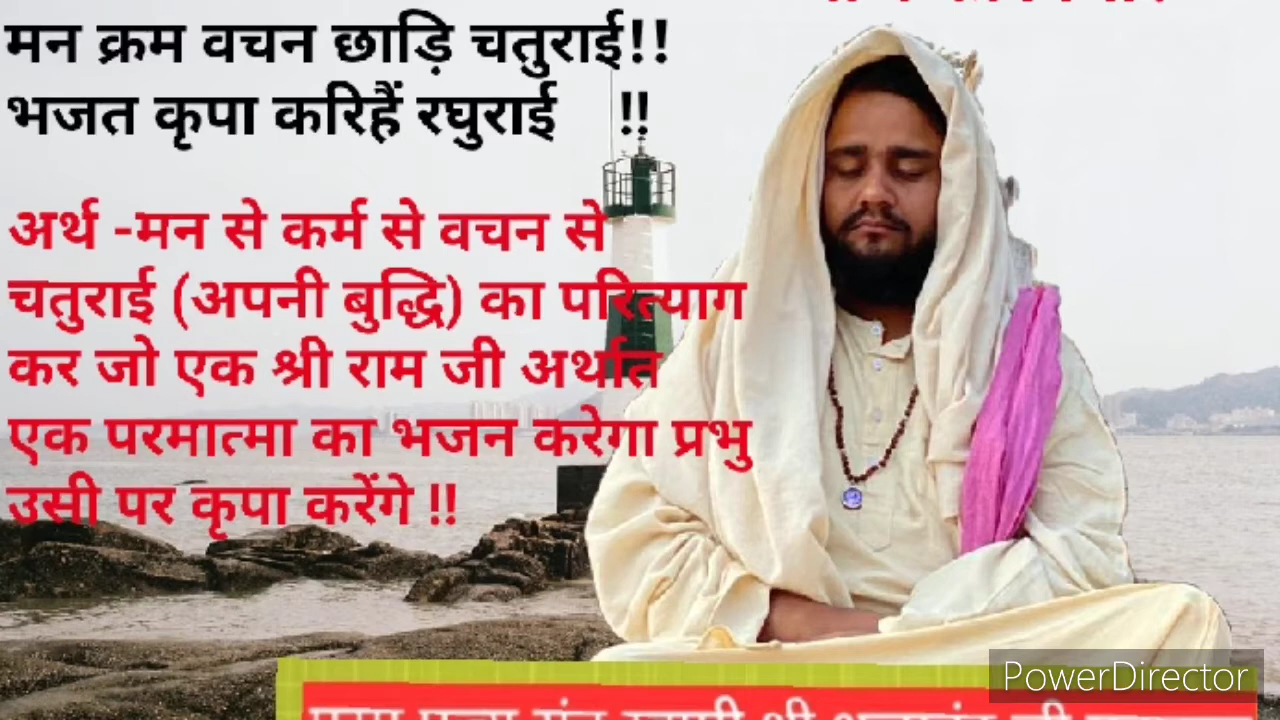 मन क्रम वचन छाड़ि चतुराई!!
भजत कृपा करिहैं रघुराई !!
अर्थ -मन से कर्म से वचन से
चतुराई (अपनी बुद्धि) का परित्याग
कर जो एक श्री राम जी अर्थात
एक परमात्मा का भजन करेगा प्रभु
उसी पर कृपा करेंगे !!
PowerDirector